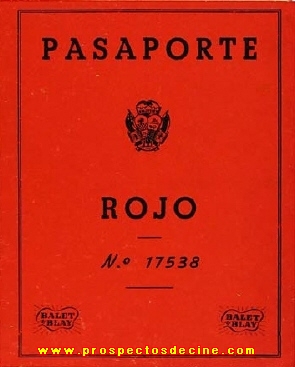 PASAPORTE
ROJO
N.o 17538
BALET Y BLAY
BALET Y BLAY
www.prospectosdecine.com